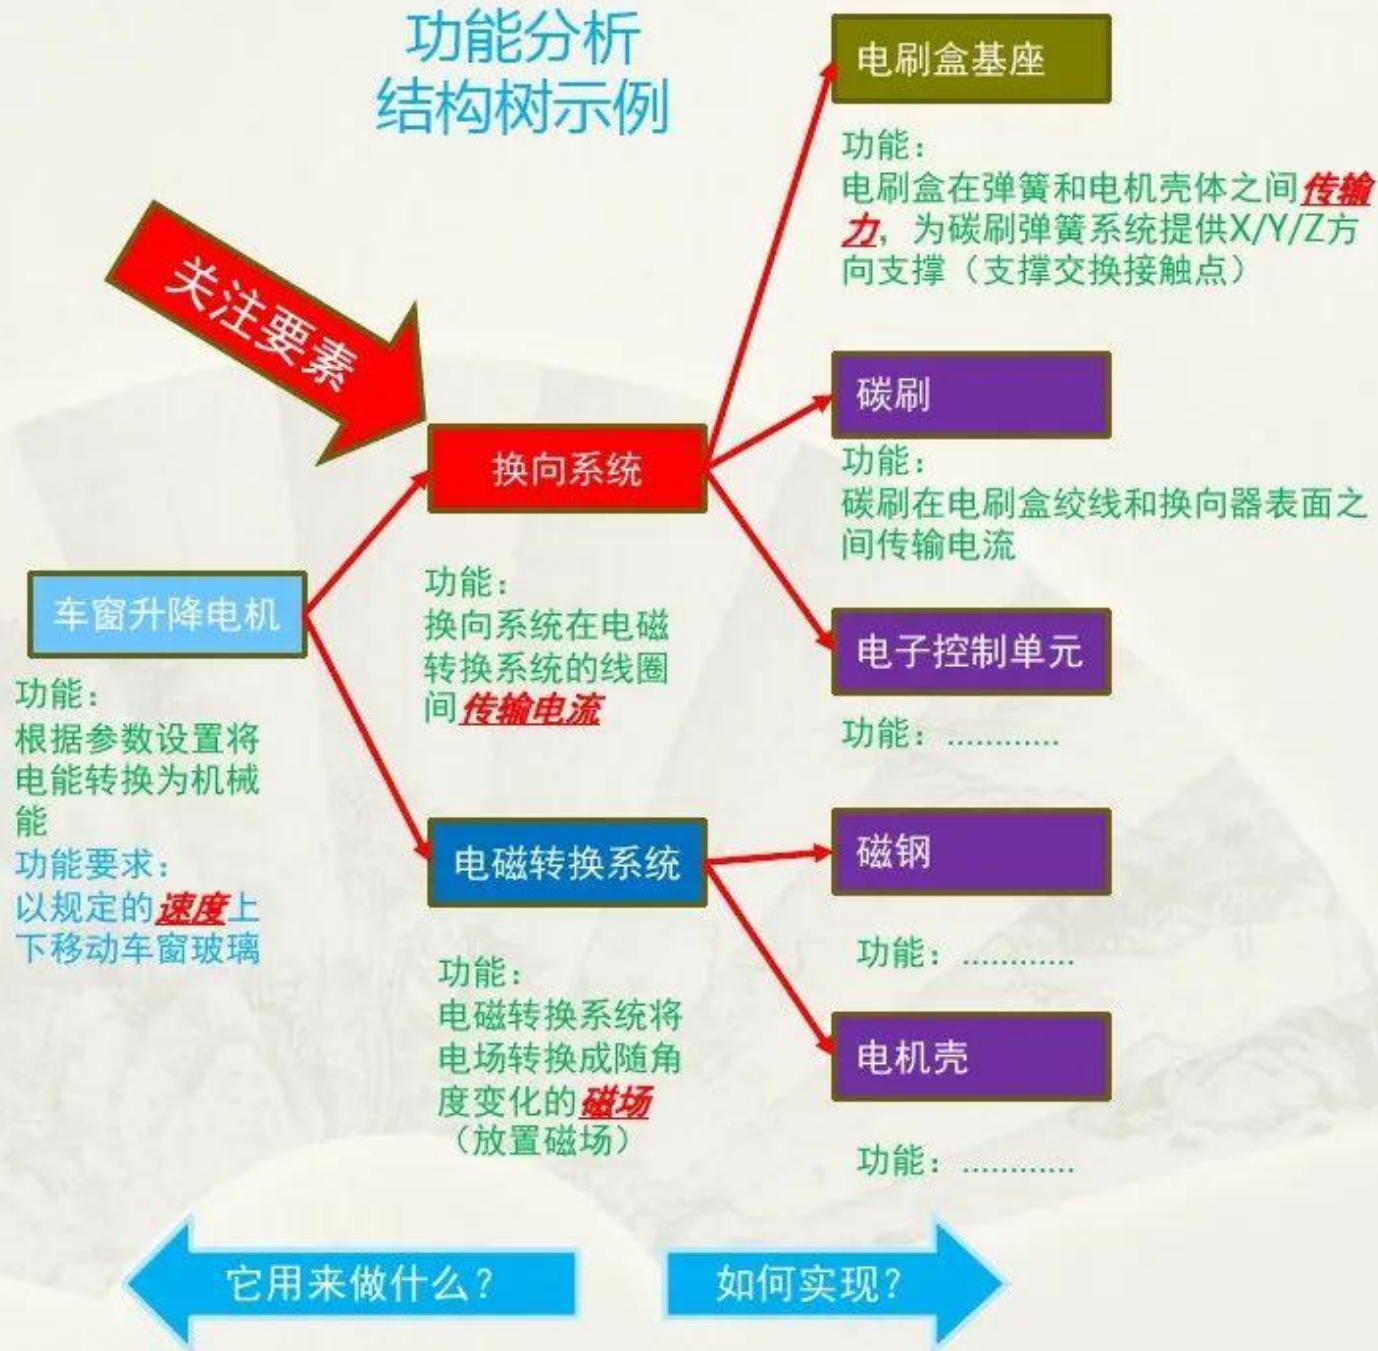 功能分析
结构树示例
电刷盒基座
功能：
电刷盒在弹簧和电机壳体之间传输
力，为碳刷弹簧系统提供X/Y/Z方
向支撑（支撑交换接触点）
关注要素
碳刷
功能：
碳刷在电刷盒绞线和换向器表面之
间传输电流
换向系统
功能：
换向系统在电磁
转换系统的线圈
间传输电流
车窗升降电机
功能：
根据参数设置将
电能转换为机械
能
功能要求：
以规定的速度上
下移动车窗玻璃
电子控制单元
功能：............
电磁转换系统
功能：
电磁转换系统将
电场转换成随角
度变化的磁场
（放置磁场）
磁钢
功能：............
电机壳
功能：............
它用来做什么？
如何实现？